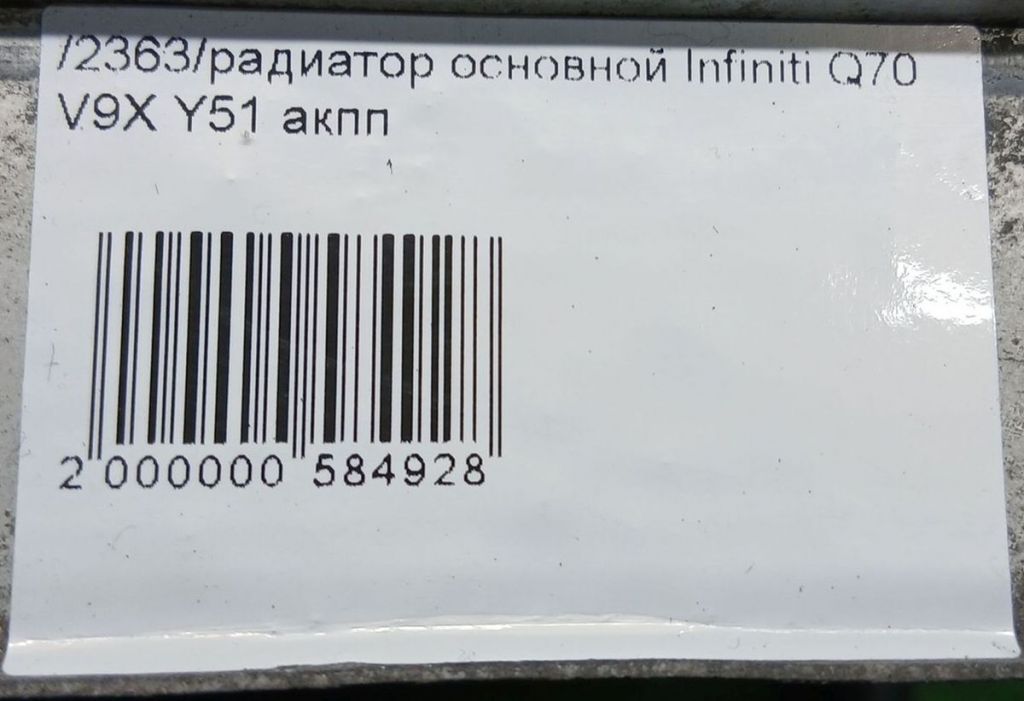 /2363/радиатор основной Infiniti Q70
V9X Y51 акпп
2 000000 584928